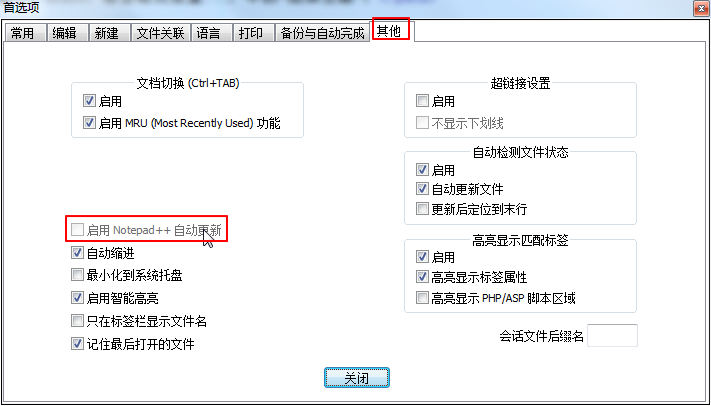 首选项
常用 编辑 新建 文件关联 语言 打印 备份与自动完成 其他
文档切换 (Ctrl+TAB)
启用
启用 MRU (Most Recently Used) 功能
启用 Notepad++ 自动更新
自动缩进
最小化到系统托盘
启用智能高亮
只在标签栏显示文件名
记住最后打开的文件
超链接设置
启用
不显示下划线
自动检测文件状态
启用
自动更新文件
更新后定位到末行
高亮显示匹配标签
启用
高亮显示标签属性
高亮显示 PHP/ASP 脚本区域
会话文件后缀名
关闭